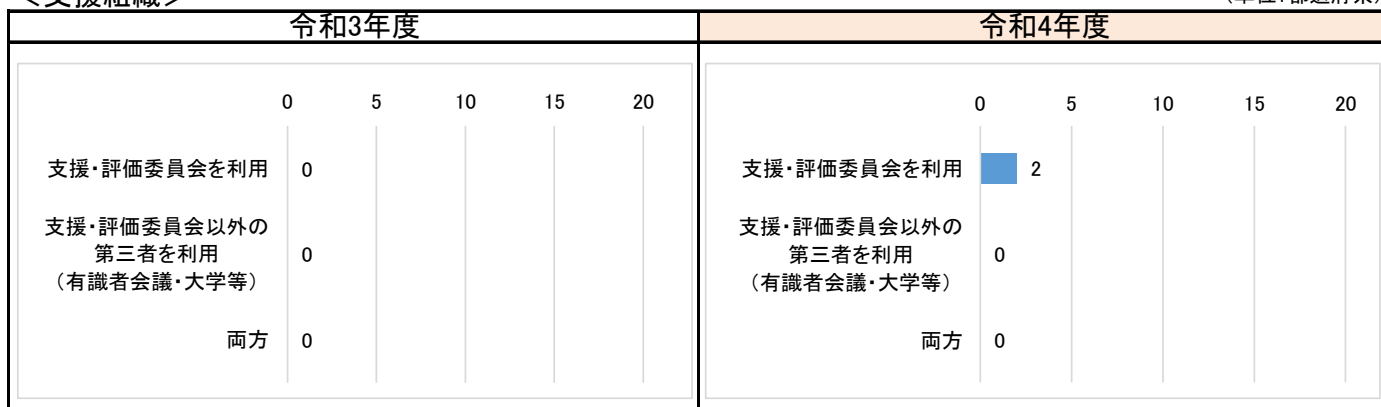 <支援組織>
(単位:都道府県)
令和3年度
0 5 10 15 20
支援・評価委員会を利用 0
支援・評価委員会以外の
第三者を利用 0
（有識者会議・大学等）
両方 0
令和4年度
0 5 10 15 20
支援・評価委員会を利用 2
支援・評価委員会以外の
第三者を利用 0
（有識者会議・大学等）
両方 0